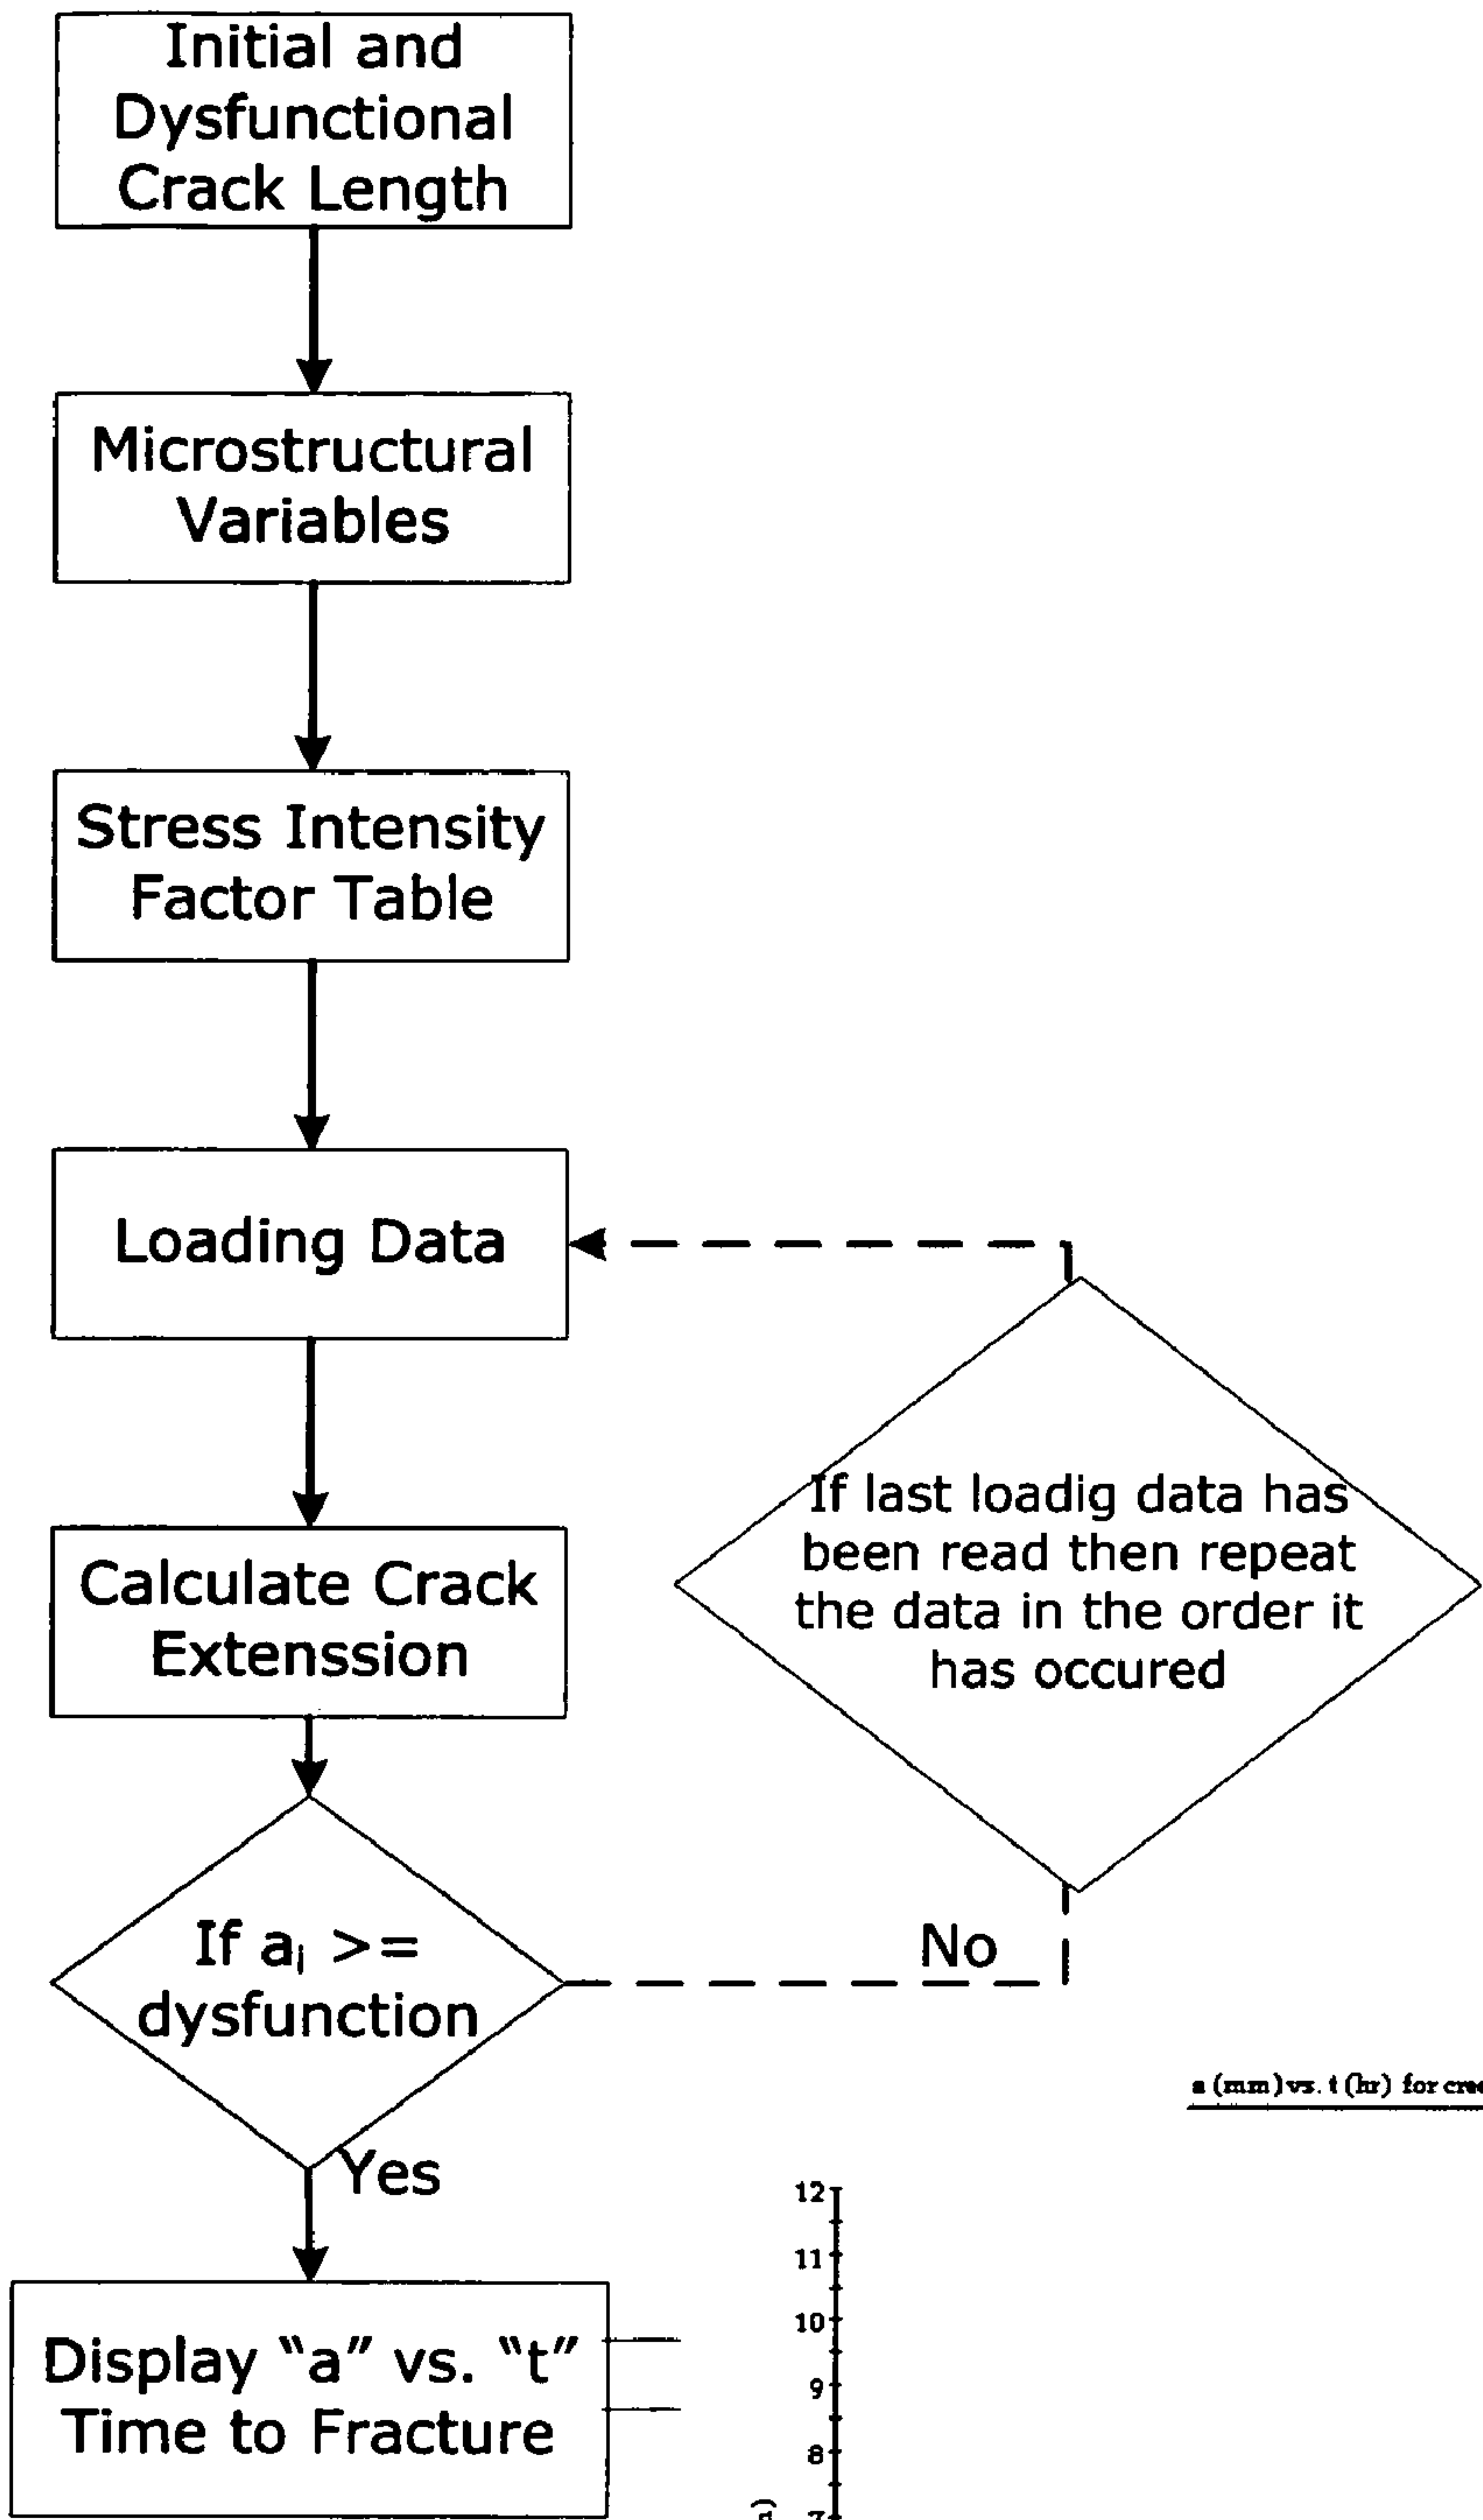 Initial and
Dysfunctional
Crack Length
Microstructural
Variables
Stress Intensity
Factor Table
Loading Data
If last loadig data has
been read then repeat
the data in the order it
has occured
Calculate Crack
Extenssion
If aᵢ >=
dysfunction
No
Yes
a (mm) vs. t (hr) for
Display “a” vs. “t”
Time to Fracture
12
11
10
9
8
7